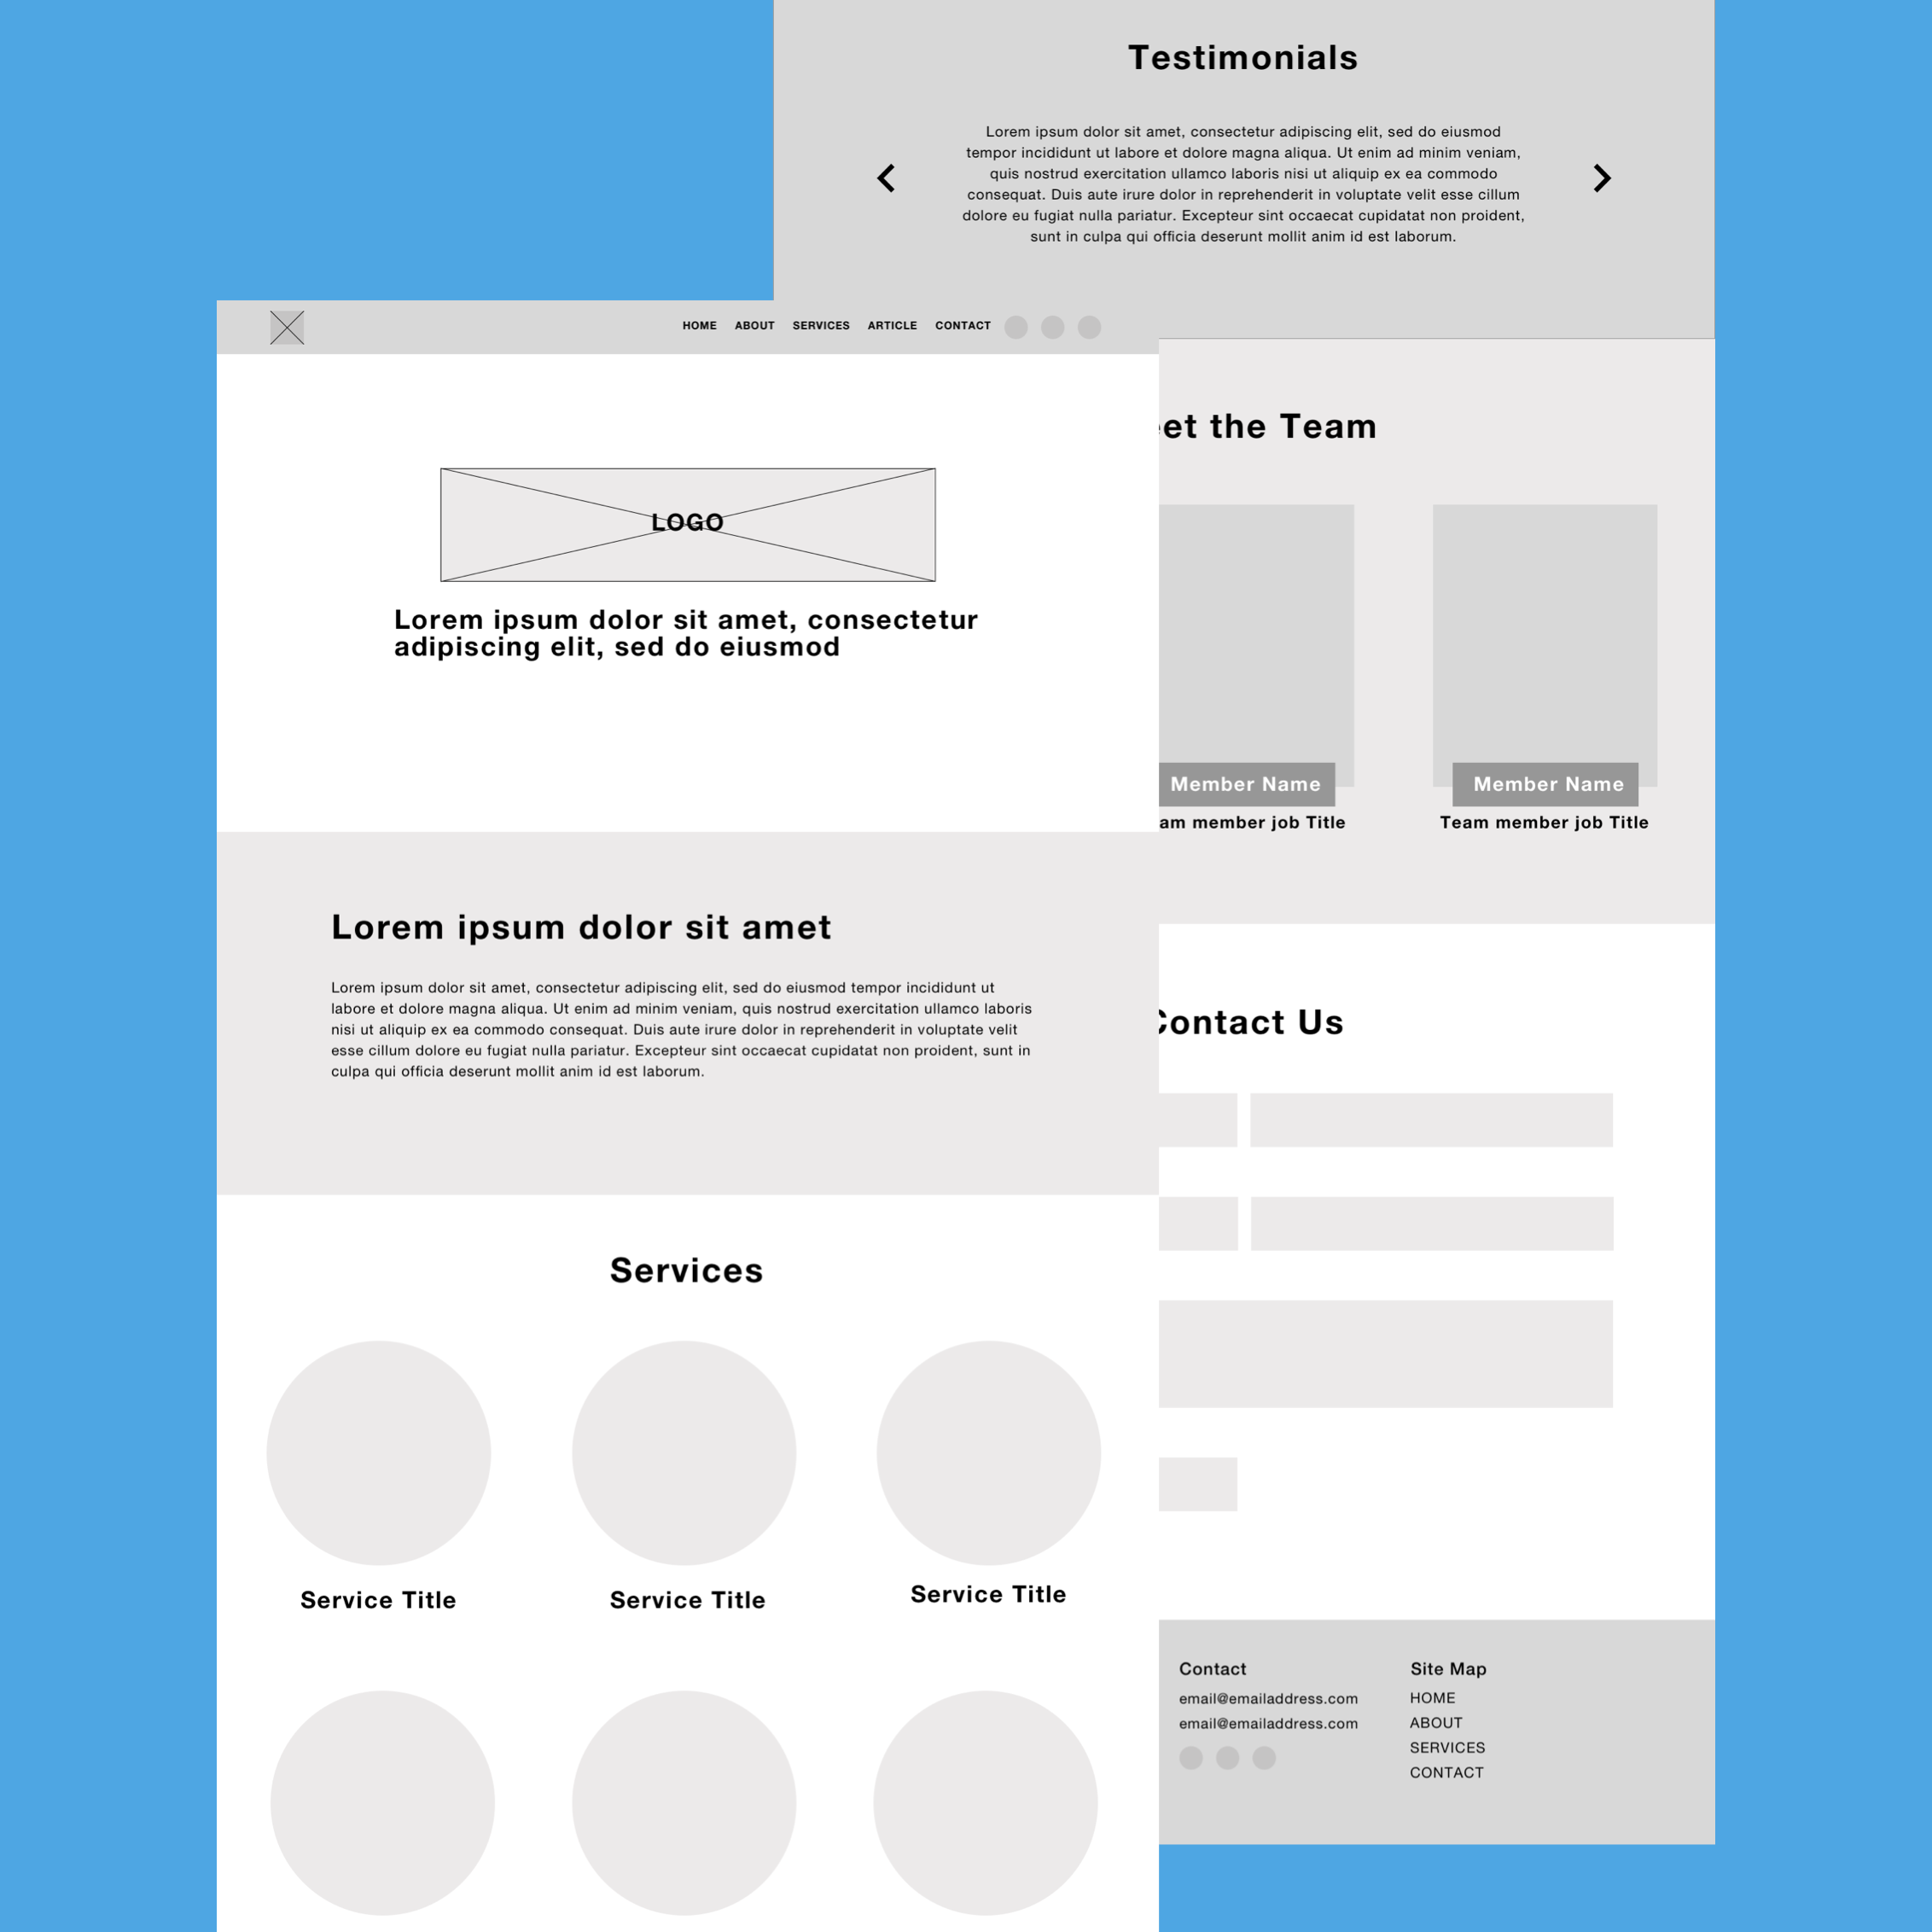 Testimonials
Lorem ipsum dolor sit amet, consectetur adipiscing elit, sed do eiusmod
tempor incididunt ut labore et dolore magna aliqua. Ut enim ad minim veniam,
quis nostrud exercitation ullamco laboris nisi ut aliquip ex ea commodo
consequat. Duis aute irure dolor in reprehenderit in voluptate velit esse cillum
dolore eu fugiat nulla pariatur. Excepteur sint occaecat cupidatat non proident,
sunt in culpa qui officia deserunt mollit anim id est laborum.
HOME ABOUT SERVICES ARTICLE CONTACT
LOGO
Lorem ipsum dolor sit amet, consectetur
adipiscing elit, sed do eiusmod
Lorem ipsum dolor sit amet
Lorem ipsum dolor sit amet, consectetur adipiscing elit, sed do eiusmod tempor incididunt ut
labore et dolore magna aliqua. Ut enim ad minim veniam, quis nostrud exercitation ullamco laboris
nisi ut aliquip ex ea commodo consequat. Duis aute irure dolor in reprehenderit in voluptate velit
esse cillum dolore eu fugiat nulla pariatur. Excepteur sint occaecat cupidatat non proident, sunt in
culpa qui officia deserunt mollit anim id est laborum.
Services
Service Title Service Title Service Title
eet the Team
Member Name Member Name
am member job Title Team member job Title
Contact Us
Contact
email@emailaddress.com
email@emailaddress.com
Site Map
HOME
ABOUT
SERVICES
CONTACT